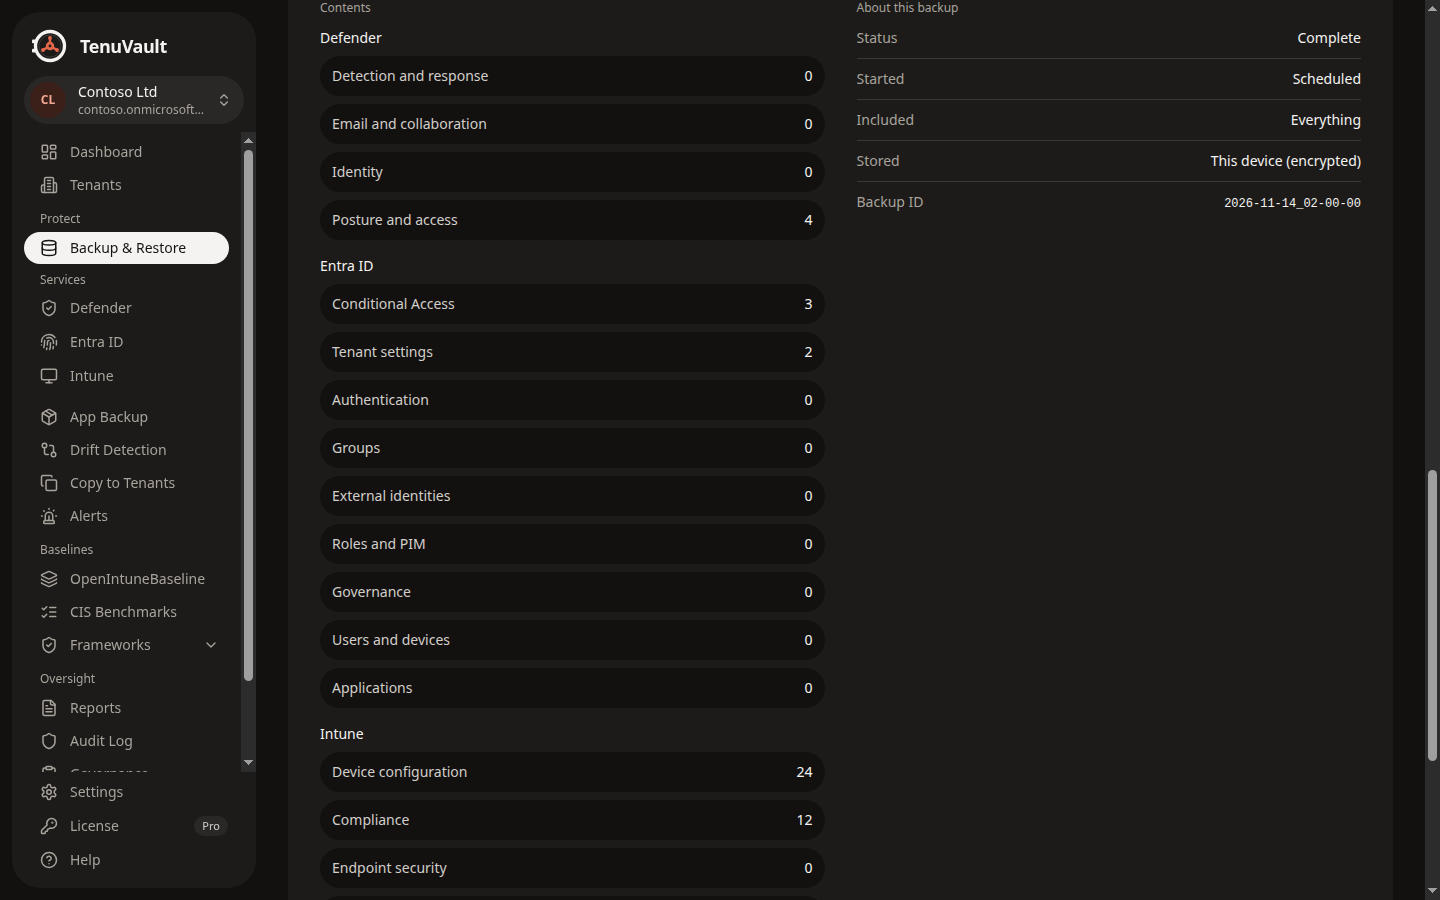 TenuVault
CL
Contoso Ltd
contoso.onmicrosoft...
Dashboard
Tenants
Protect
Backup & Restore
Services
Defender
Entra ID
Intune
App Backup
Drift Detection
Copy to Tenants
Alerts
Baselines
OpenIntuneBaseline
CIS Benchmarks
Frameworks
Oversight
Reports
Audit Log
Governance
Settings
License
Pro
Help
Contents
Defender
Detection and response 0
Email and collaboration 0
Identity 0
Posture and access 4
Entra ID
Conditional Access 3
Tenant settings 2
Authentication 0
Groups 0
External identities 0
Roles and PIM 0
Governance 0
Users and devices 0
Applications 0
Intune
Device configuration 24
Compliance 12
Endpoint security 0
About this backup
Status Complete
Started Scheduled
Included Everything
Stored This device (encrypted)
Backup ID 2026-11-14_02-00-00